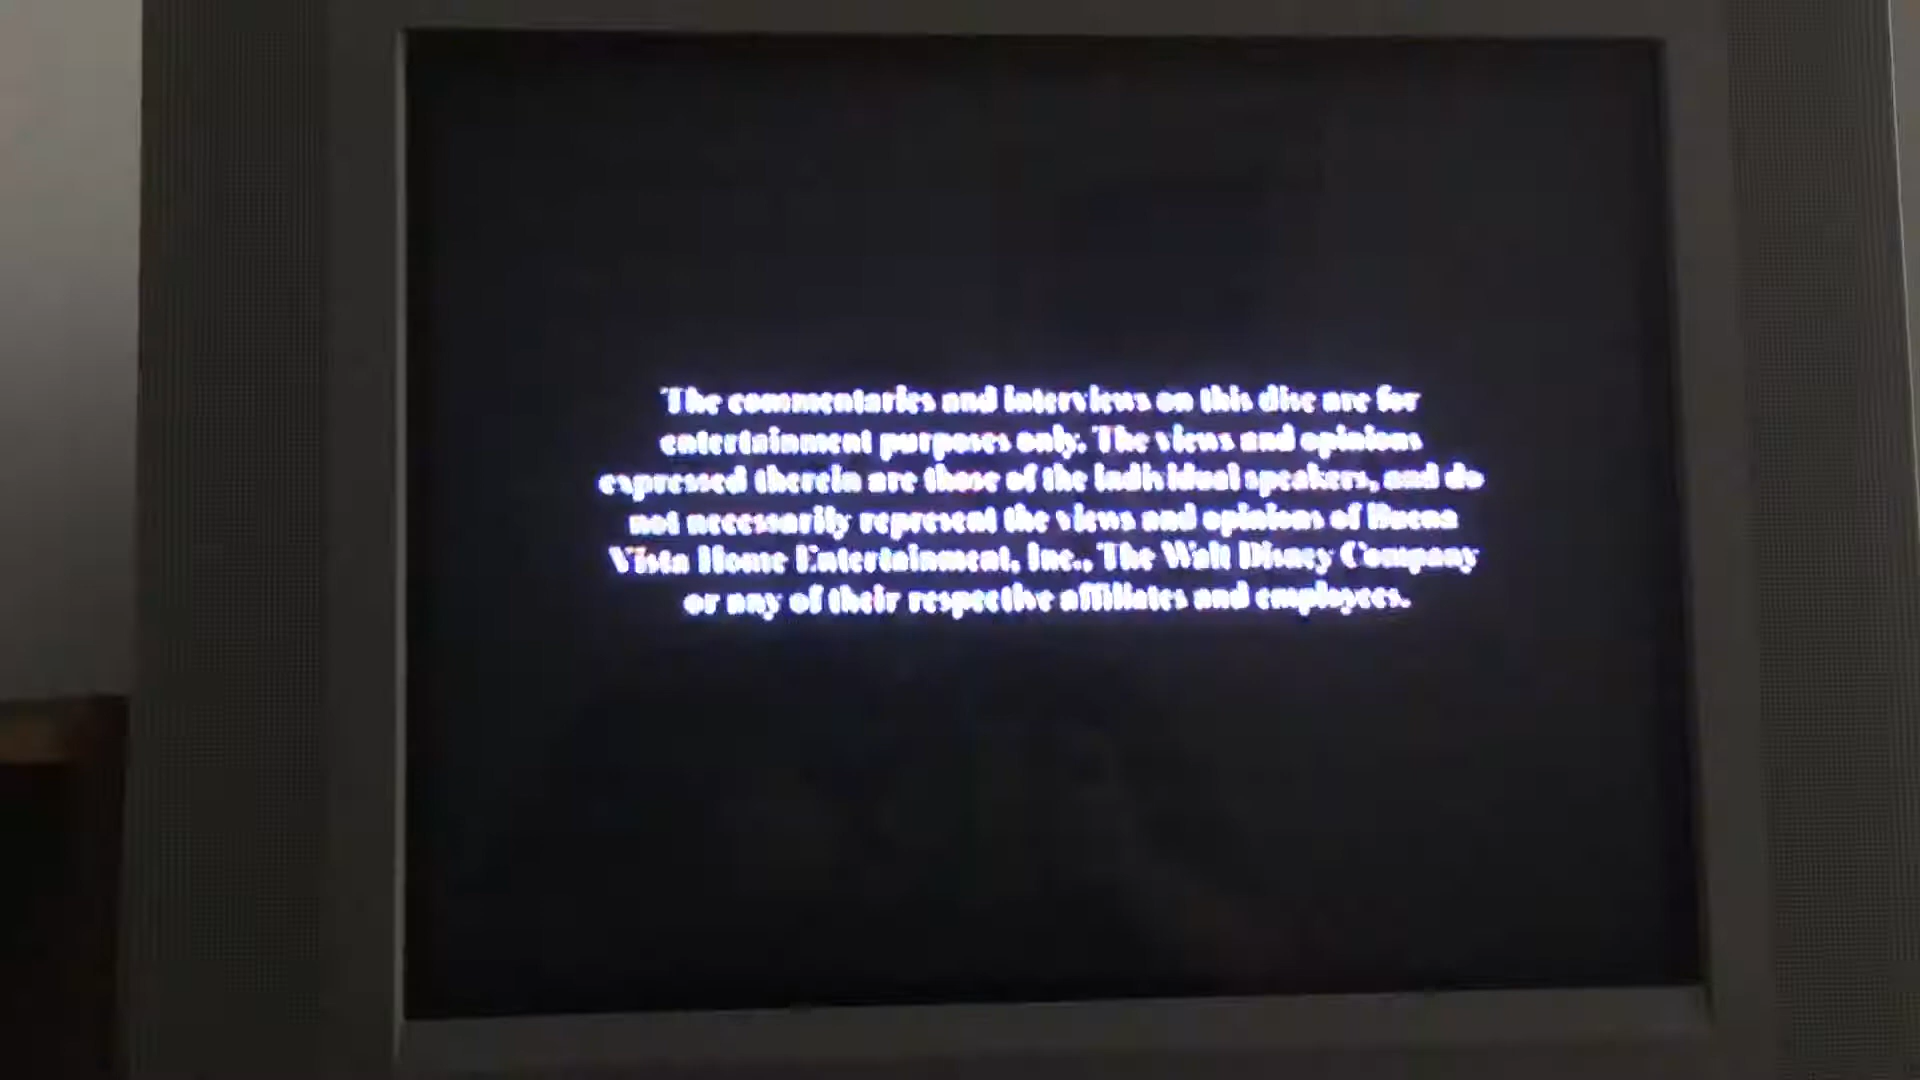 The commentaries and interviews on this disc are for
entertainment purposes only. The views and opinions
expressed therein are those of the individual speakers, and do
not necessarily represent the views and opinions of Buena
Vista Home Entertainment, Inc., The Walt Disney Company
or any of their respective affiliates and employees.